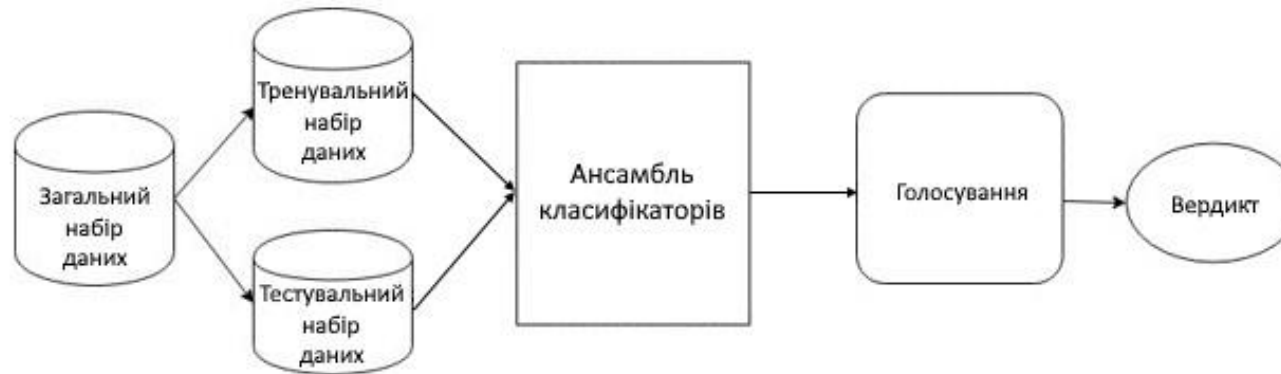 Загальний
набір
даних
Тренувальний
набір
даних
Тестувальний
набір
даних
Ансамбль
класифікаторів
Голосування
Вердикт